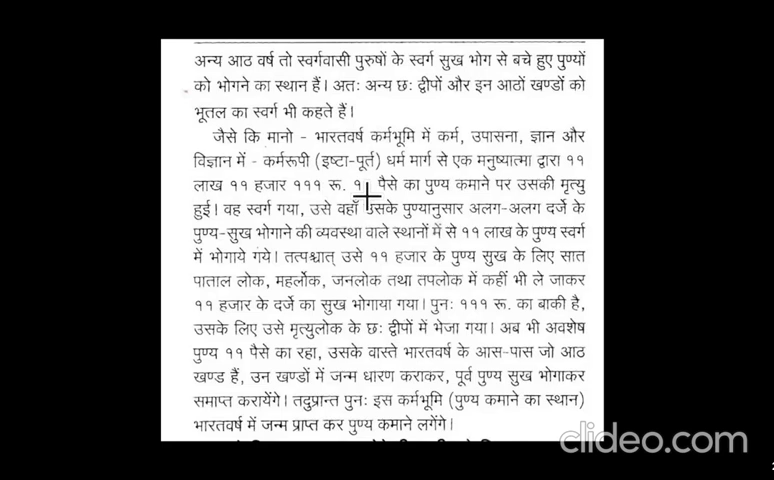 अन्य आठ वर्ष तो स्वर्गवासी पुरुषों के स्वर्ग सुख भोग से बचे हुए पुण्यों
को भोगने का स्थान हैं। अतः अन्य छः द्वीपों और इन आठों खण्डों को
भूतल का स्वर्ग भी कहते हैं।
जैसे कि मानो - भारतवर्ष कर्मभूमि में कर्म, उपासना, ज्ञान और
विज्ञान में - कर्मरूपी (इष्टा-पूर्त) धर्म मार्ग से एक मनुष्यात्मा द्वारा ११
लाख ११ हजार १११ रू. पैसे का पुण्य कमाने पर उसकी मृत्यु
हुई। वह स्वर्ग गया, उसे वहाँ उसके पुण्यानुसार अलग-अलग दर्जे के
पुण्य-सुख भोगाने की व्यवस्था वाले स्थानों में से ११ लाख के पुण्य स्वर्ग
में भोगाये गये। तत्पश्चात् उसे ११ हजार के पुण्य सुख के लिए सात
पाताल लोक, महर्लोक, जनलोक तथा तपलोक में कहीं भी ले जाकर
११ हजार के दर्जे का सुख भोगाया गया। पुनः १११ रू. का बाकी है,
उसके लिए उसे मृत्युलोक के छः द्वीपों में भेजा गया। अब भी अवशेष
पुण्य ११ पैसे का रहा, उसके वास्ते भारतवर्ष के आस-पास जो आठ
खण्ड हैं, उन खण्डों में जन्म धारण कराकर, पूर्व पुण्य सुख भोगाकर
समाप्त करायेंगे। तदुप्रान्त पुनः इस कर्मभूमि (पुण्य कमाने का स्थान)
भारतवर्ष में जन्म प्राप्त कर पुण्य कमाने लगेंगे।
clideo.com